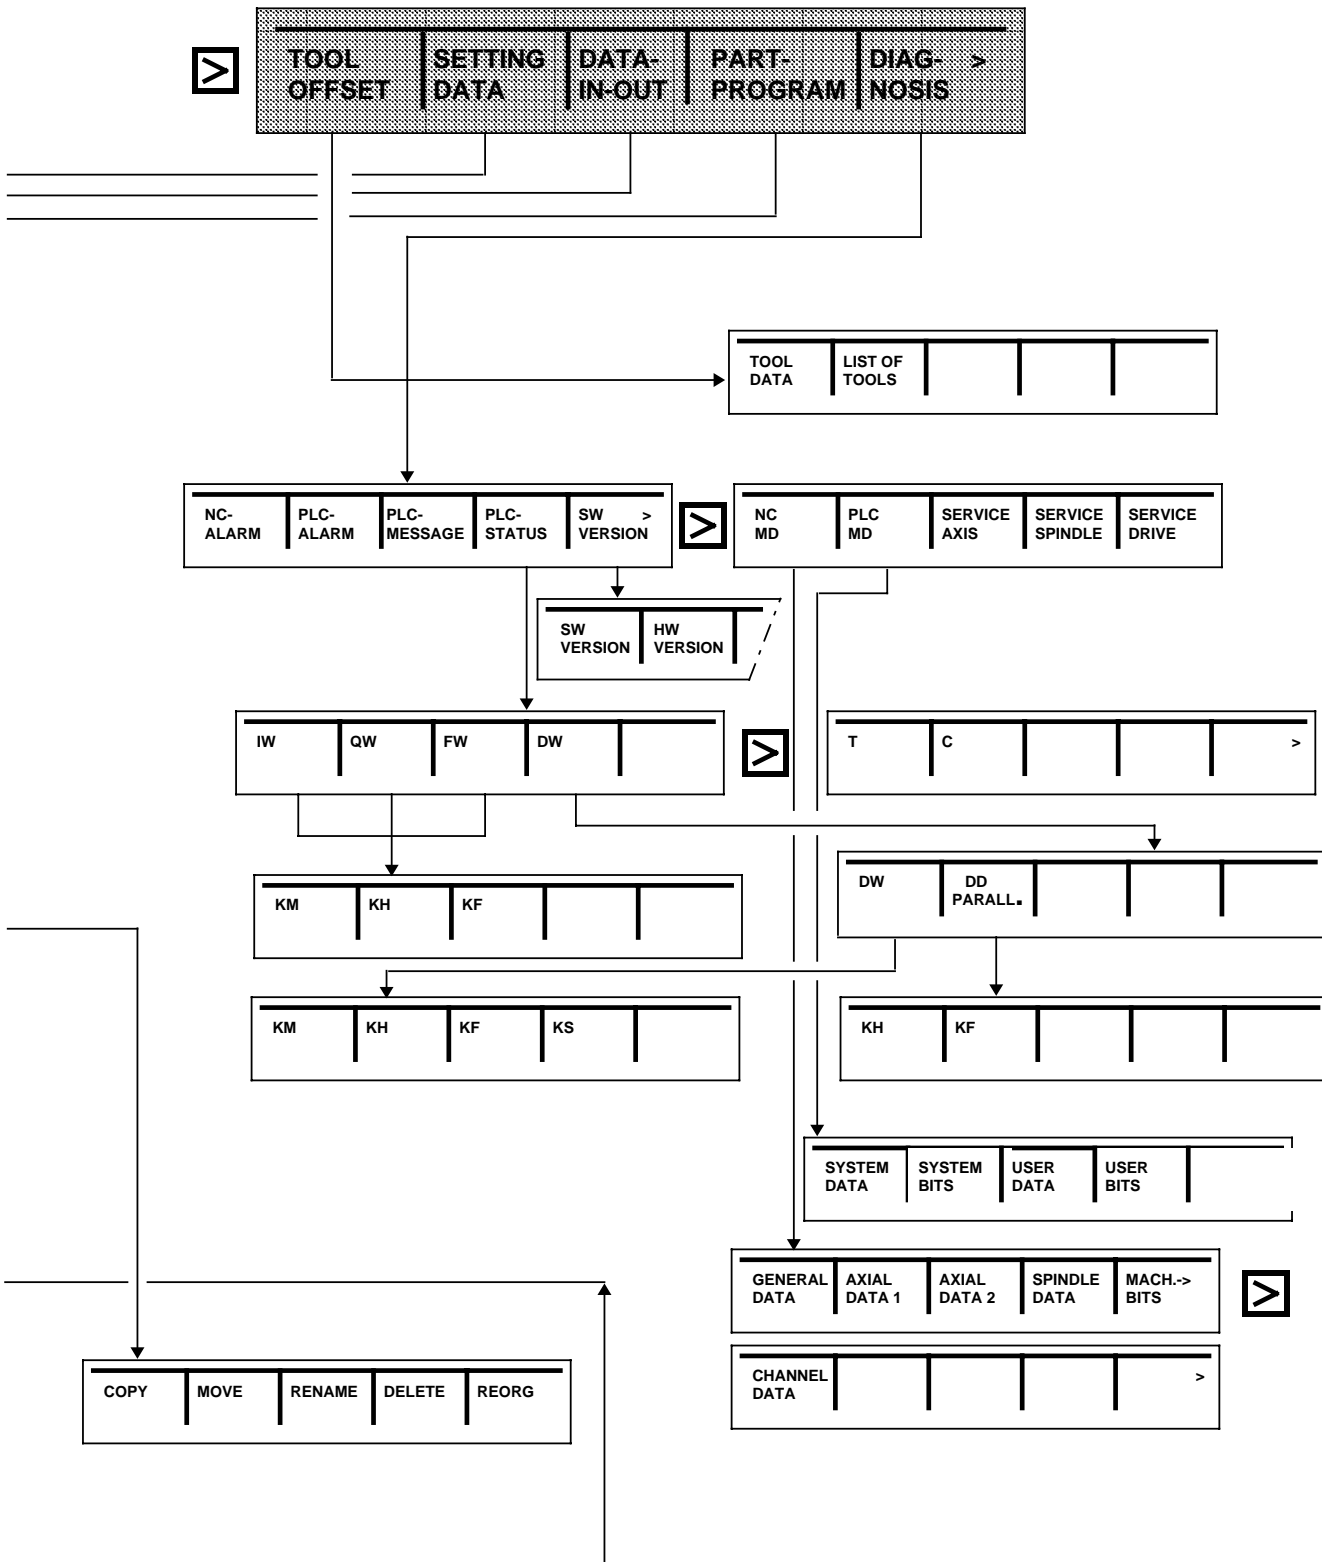 > TOOL SETTING DATA- PART- DIAG- >
OFFSET DATA IN-OUT PROGRAM NOSIS
TOOL LIST OF
DATA TOOLS
NC- PLC- PLC- PLC- SW >
ALARM ALARM MESSAGE STATUS VERSION
>
NC PLC SERVICE SERVICE SERVICE
MD MD AXIS SPINDLE DRIVE
SW HW
VERSION VERSION
IW QW FW DW
>
T C >
DW DD
PARALL.
KM KH KF
KM KH KF KS
KH KF
SYSTEM SYSTEM USER USER
DATA BITS DATA BITS
GENERAL AXIAL AXIAL SPINDLE MACH.->
DATA DATA 1 DATA 2 DATA BITS
>
CHANNEL >
DATA
COPY MOVE RENAME DELETE REORG